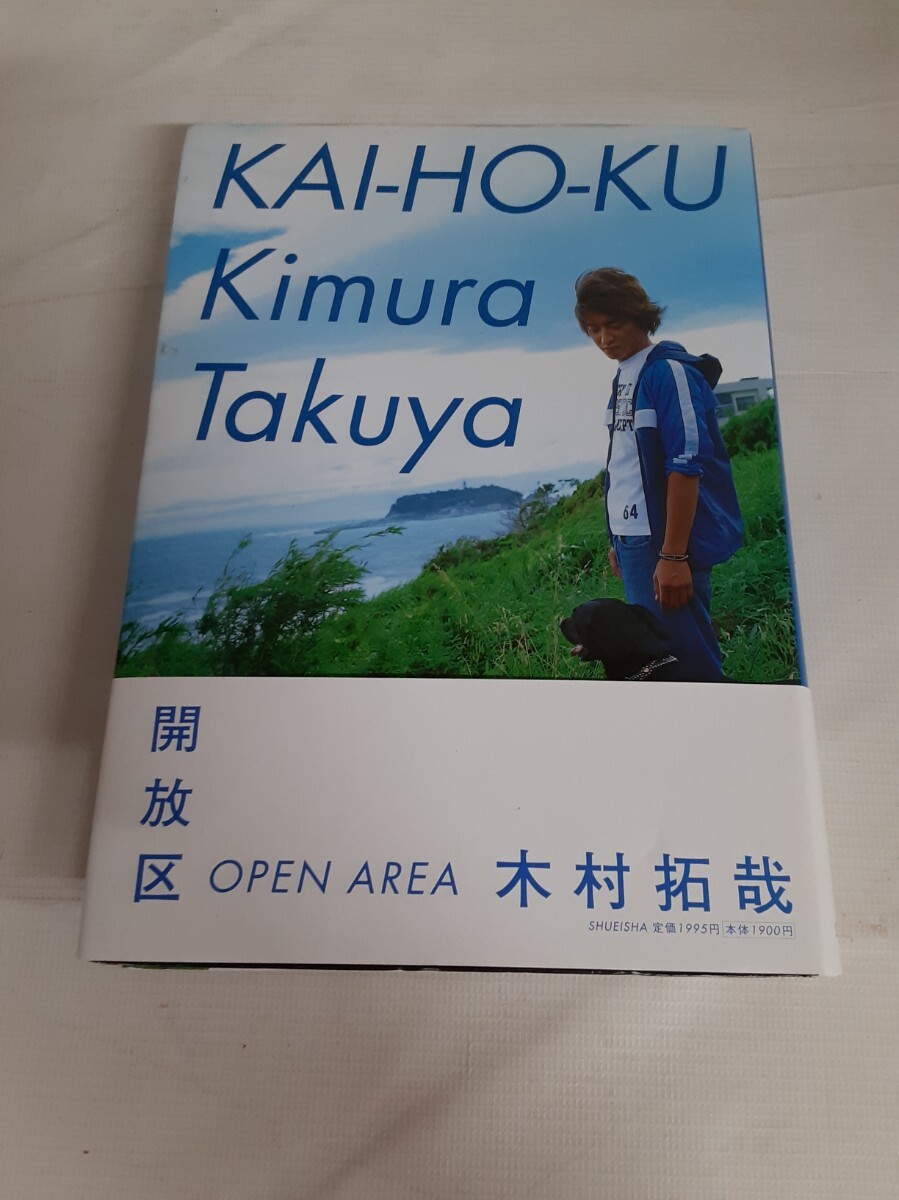 KAI-HO-KU
Kimura
Takuya
64
開放区 OPEN AREA 木村拓哉
SHUEISHA 定価1995円 本体1900円